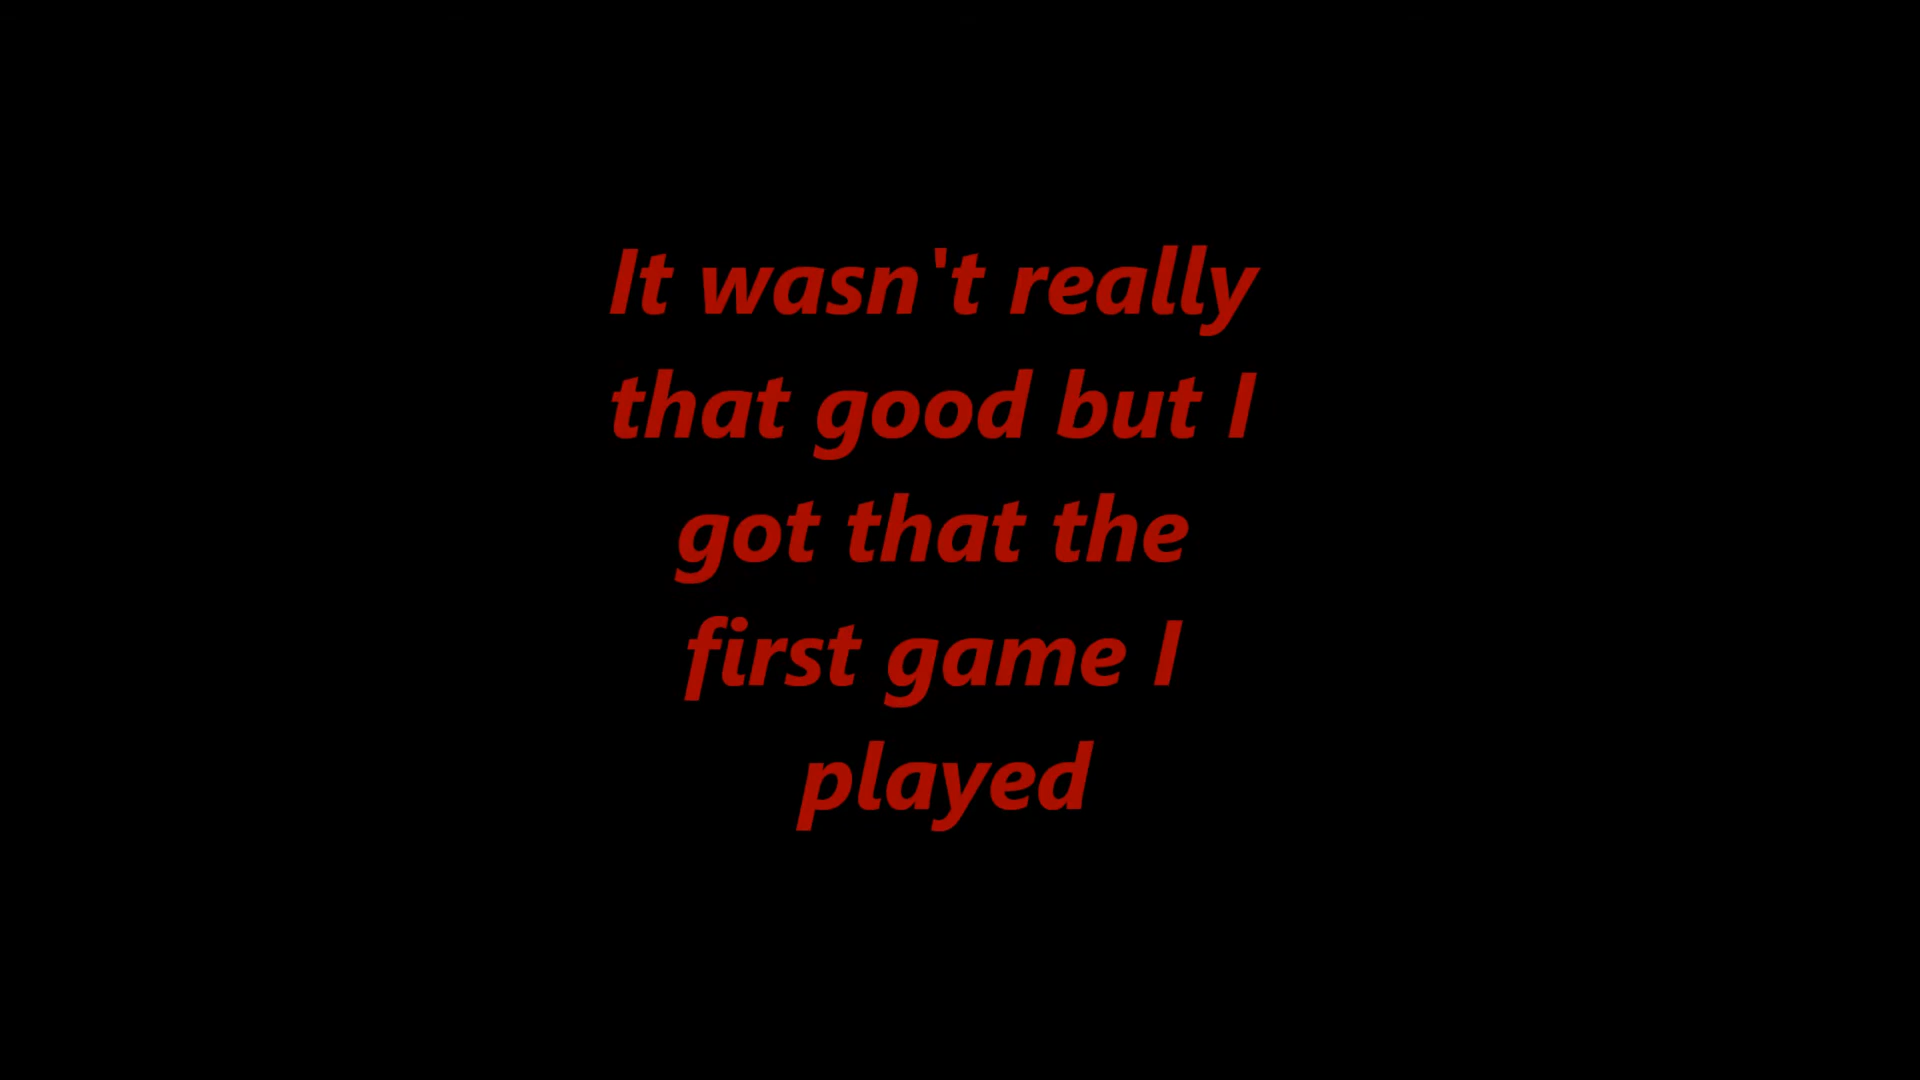 It wasn't really
that good but I
got that the
first game I
played